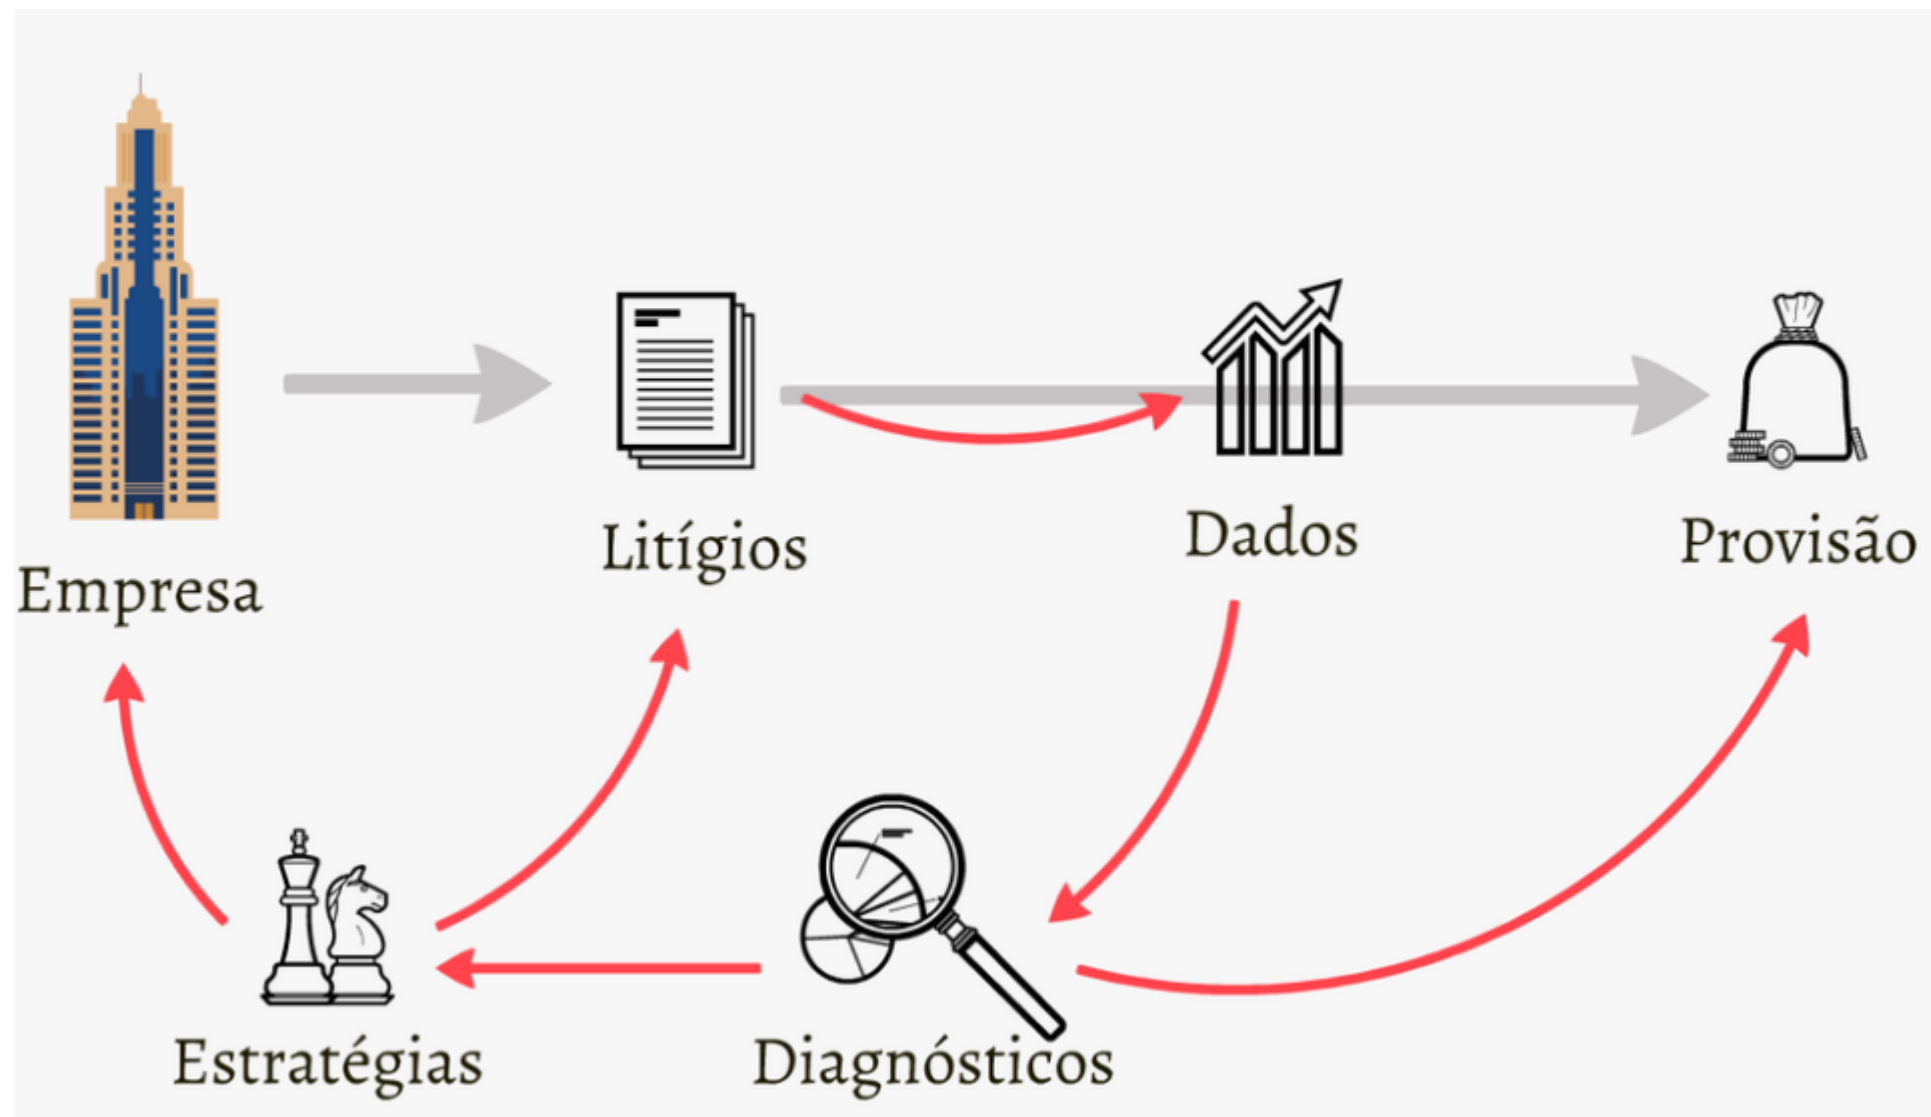 Empresa
Litígios
Dados
Provisão
Estratégias
Diagnósticos